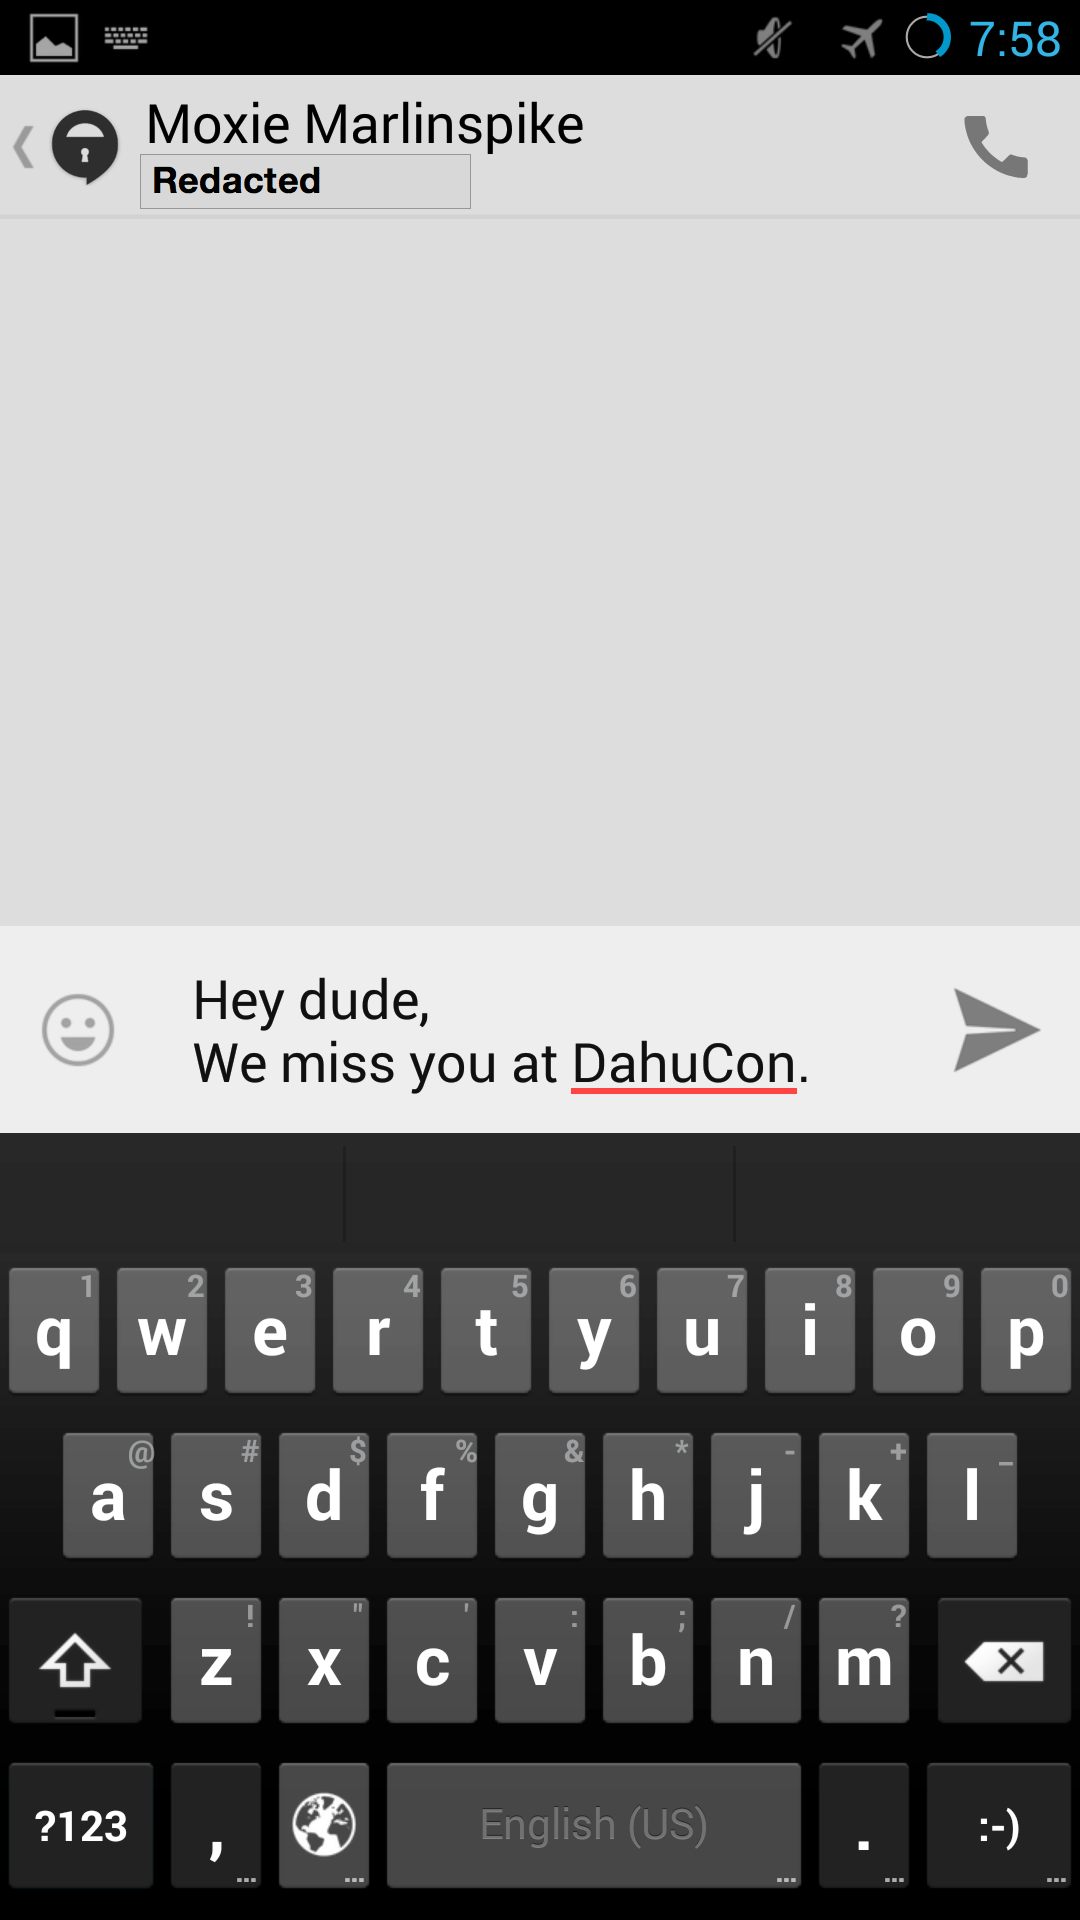 7:58
Moxie Marlinspike
Redacted
Hey dude,
We miss you at DahuCon.
1 2 3 4 5 6 7 8 9 0
q w e r t y u i o p
@ # $ % & * - + _
a s d f g h j k l
! " ' : ; / ?
z x c v b n m
?123 , English (US) . :-)
... ... ... ... ...